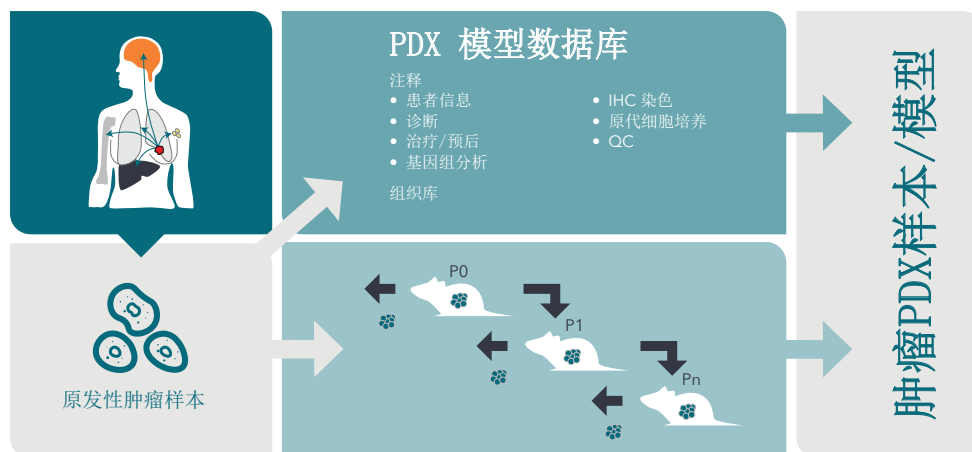 PDX 模型数据库
注释
• 患者信息
• 诊断
• 治疗/预后
• 基因组分析
• IHC 染色
• 原代细胞培养
• QC
组织库
P0
P1
Pn
原发性肿瘤样本
肿瘤PDX样本/模型